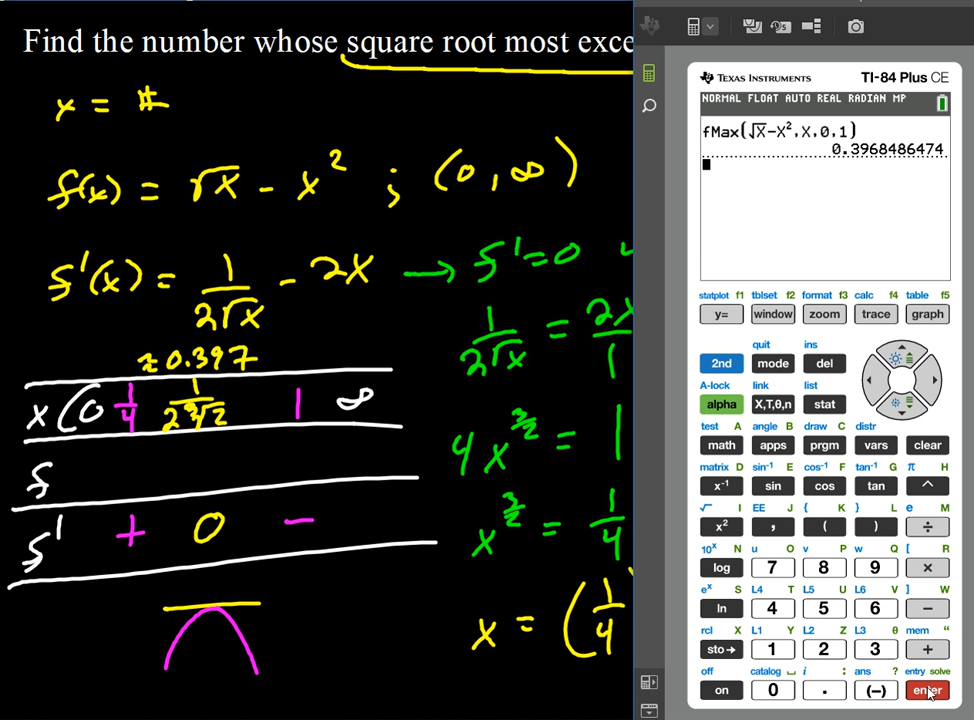 Find the number whose square root most exce
x = #
f(x) = √x - x² ; (0, ∞)
f'(x) = 1/(2√x) - 2x → f' = 0
1/(2√x) = 2x/1
≈ 0.397
x (0 1/4 1/(2∛2) 1 ∞
4x^(3/2) = 1
f
x^(3/2) = 1/4
f' + 0 -
x = (1/4
TEXAS INSTRUMENTS TI-84 Plus CE
NORMAL FLOAT AUTO REAL RADIAN MP
fMax(√X-X²,X,0,1)
0.3968486474
statplot f1 tblset f2 format f3 calc f4 table f5
y= window zoom trace graph
quit ins
2nd mode del
A-lock link list
alpha X,T,θ,n stat
test A angle B draw C distr
math apps prgm vars clear
matrix D sin⁻¹ E cos⁻¹ F tan⁻¹ G π H
x⁻¹ sin cos tan ^
√ I EE J { K } L e M
x² , ( ) ÷
10ˣ N u O v P w Q [ R
log 7 8 9 ×
eˣ S L4 T L5 U L6 V ] W
ln 4 5 6 −
rcl X L1 Y L2 Z L3 θ mem "
sto→ 1 2 3 +
off catalog ⎵ i : ans ? entry solve
on 0 . (−) enter